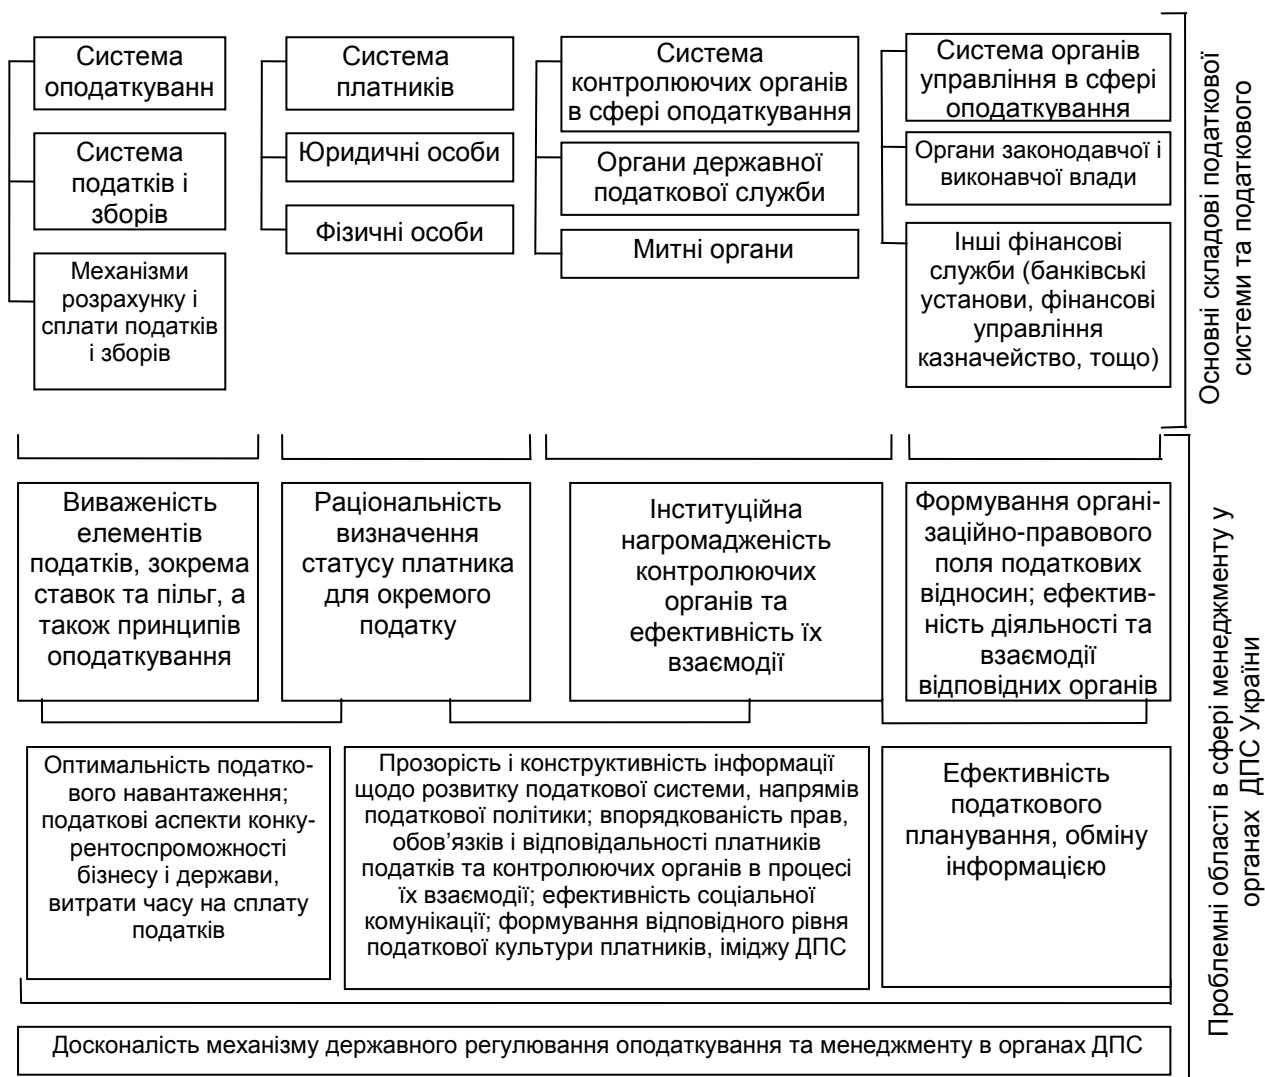 Система
оподаткуванн
Система
податків і
зборів
Механізми
розрахунку і
сплати податків
і зборів
Система
платників
Юридичні особи
Фізичні особи
Система
контролюючих органів
в сфері оподаткування
Органи державної
податкової служби
Митні органи
Система органів
управління в сфері
оподаткування
Органи законодавчої і
виконавчої влади
Інші фінансові
служби (банківські
установи, фінансові
управління
казначейство, тощо)
Основні складові податкової
системи та податкового
Виваженість
елементів
податків, зокрема
ставок та пільг, а
також принципів
оподаткування
Раціональність
визначення
статусу платника
для окремого
податку
Інституційна
нагромадженість
контролюючих
органів та
ефективність їх
взаємодії
Формування органі-
заційно-правового
поля податкових
відносин; ефектив-
ність діяльності та
взаємодії
відповідних органів
Оптимальність податко-
вого навантаження;
податкові аспекти конку-
рентоспроможності
бізнесу і держави,
витрати часу на сплату
податків
Прозорість і конструктивність інформації
щодо розвитку податкової системи, напрямів
податкової політики; впорядкованість прав,
обов’язків і відповідальності платників
податків та контролюючих органів в процесі
їх взаємодії; ефективність соціальної
комунікації; формування відповідного рівня
податкової культури платників, іміджу ДПС
Ефективність
податкового
планування, обміну
інформацією
Проблемні області в сфері менеджменту у
органах ДПС України
Досконалість механізму державного регулювання оподаткування та менеджменту в органах ДПС